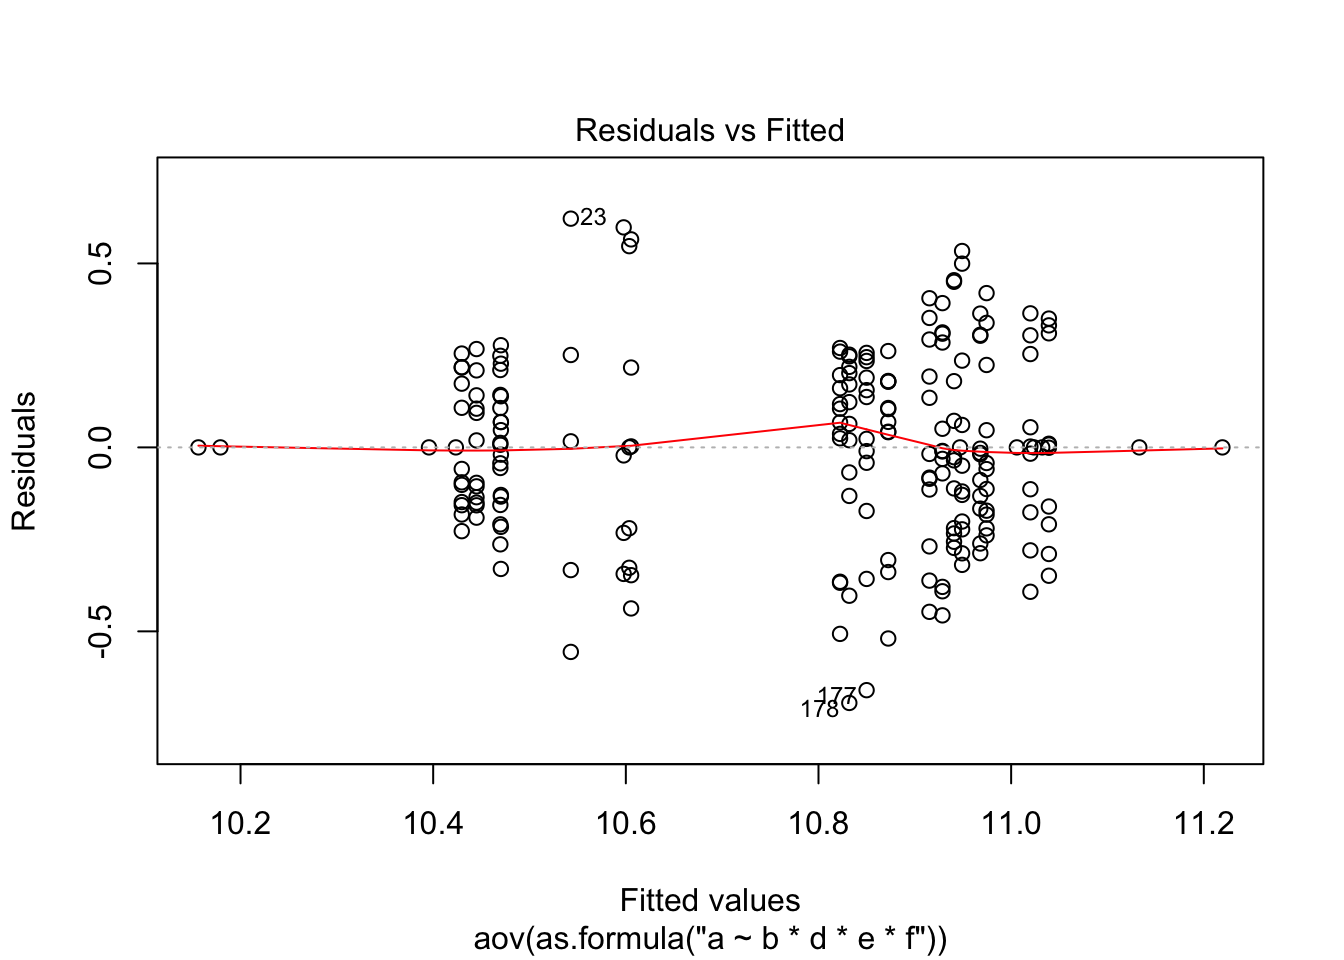 Residuals vs Fitted
Residuals
0.5
0.0
-0.5
23
177
178
10.2 10.4 10.6 10.8 11.0 11.2
Fitted values
aov(as.formula("a ~ b * d * e * f"))